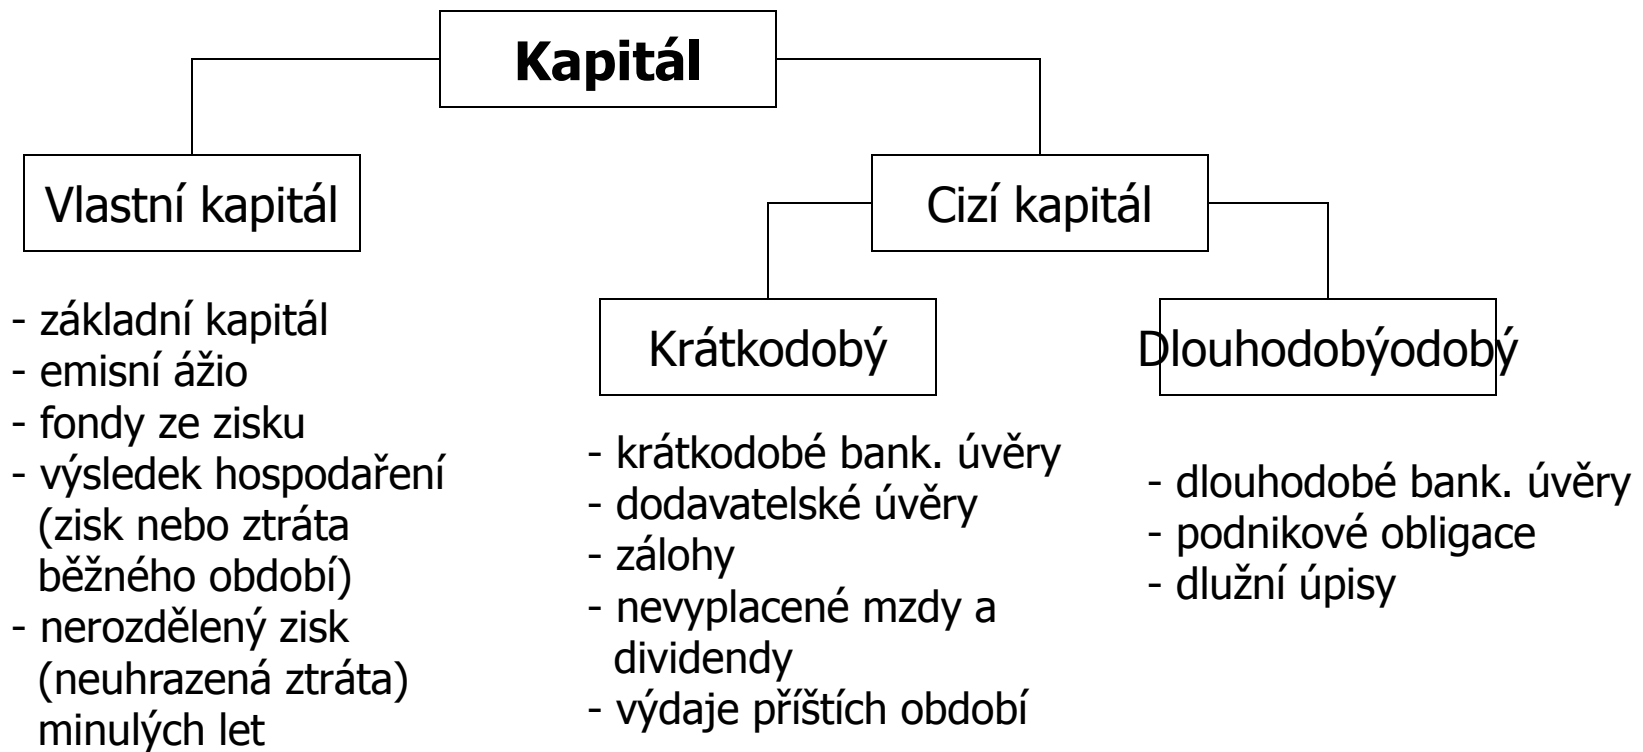 Kapitál
Vlastní kapitál
Cizí kapitál
- základní kapitál
- emisní ážio
- fondy ze zisku
- výsledek hospodaření
(zisk nebo ztráta
běžného období)
- nerozdělený zisk
(neuhrazená ztráta)
minulých let
Krátkodobý
- krátkodobé bank. úvěry
- dodavatelské úvěry
- zálohy
- nevyplacené mzdy a
dividendy
- výdaje příštích období
Dlouhodobýodobý
- dlouhodobé bank. úvěry
- podnikové obligace
- dlužní úpisy